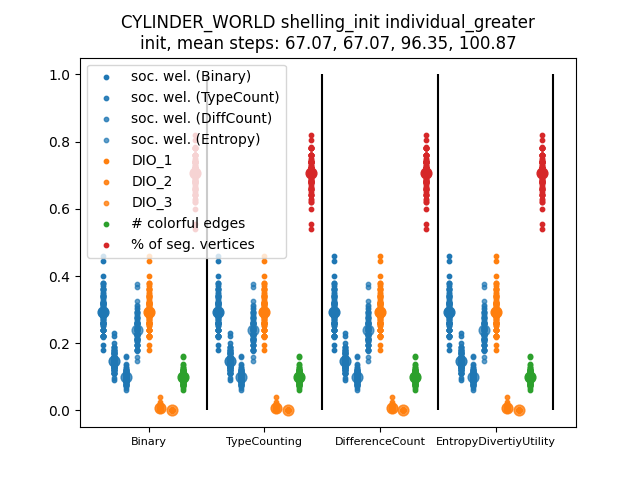 CYLINDER_WORLD shelling_init individual_greater
init, mean steps: 67.07, 67.07, 96.35, 100.87
1.0
0.8
0.6
0.4
0.2
0.0
soc. wel. (Binary)
soc. wel. (TypeCount)
soc. wel. (DiffCount)
soc. wel. (Entropy)
DIO_1
DIO_2
DIO_3
# colorful edges
% of seg. vertices
Binary
TypeCounting
DifferenceCount
EntropyDivertiyUtility